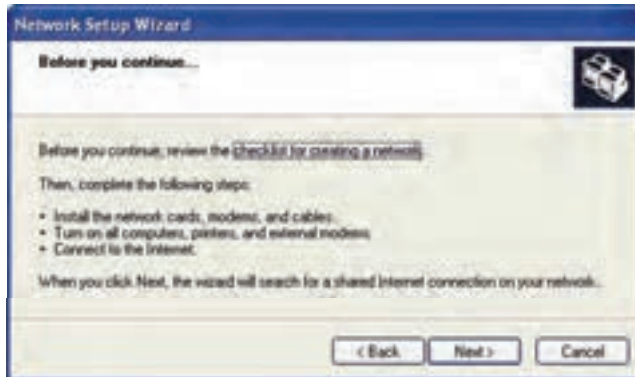 Network Setup Wizard
Before you continue...
Before you continue, review the checklist for creating a network.
Then, complete the following steps:
• Install the network cards, modems, and cables.
• Turn on all computers, printers, and external modems.
• Connect to the Internet.
When you click Next, the wizard will search for a shared Internet connection on your network.
< Back
Next >
Cancel